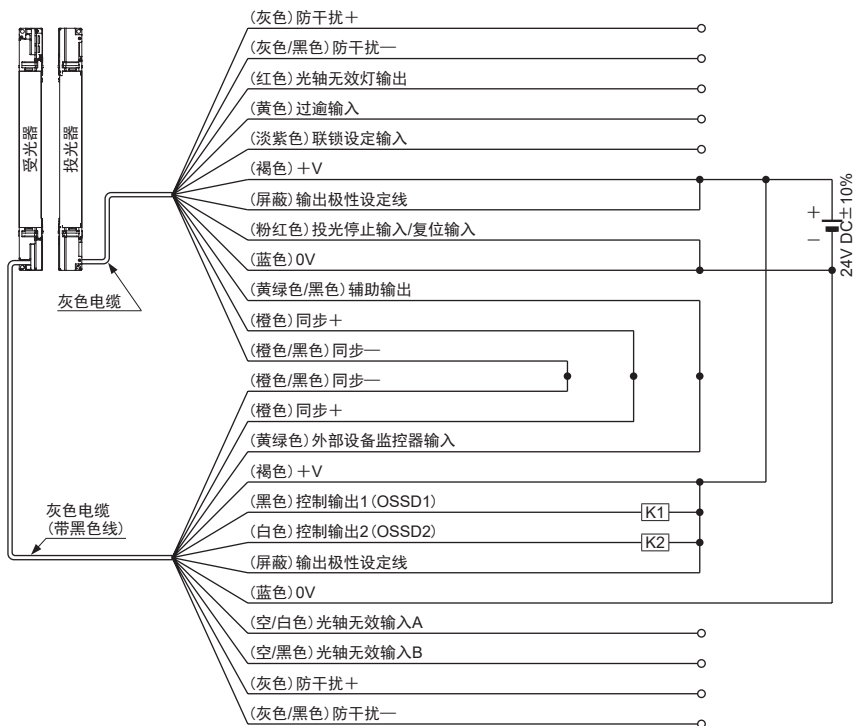 受光器
投光器
(灰色)防干扰＋
(灰色/黑色)防干扰—
(红色)光轴无效灯输出
(黄色)过逾输入
(淡紫色)联锁设定输入
(褐色)＋V
(屏蔽)输出极性设定线
(粉红色)投光停止输入/复位输入
(蓝色)0V
(黄绿色/黑色)辅助输出
(橙色)同步＋
(橙色/黑色)同步—
灰色电缆
＋
－
24V DC±10%
(橙色/黑色)同步—
(橙色)同步＋
(黄绿色)外部设备监控器输入
(褐色)＋V
(黑色)控制输出1(OSSD1)
K1
(白色)控制输出2(OSSD2)
K2
(屏蔽)输出极性设定线
(蓝色)0V
(空/白色)光轴无效输入A
(空/黑色)光轴无效输入B
(灰色)防干扰＋
(灰色/黑色)防干扰—
灰色电缆
(带黑色线)